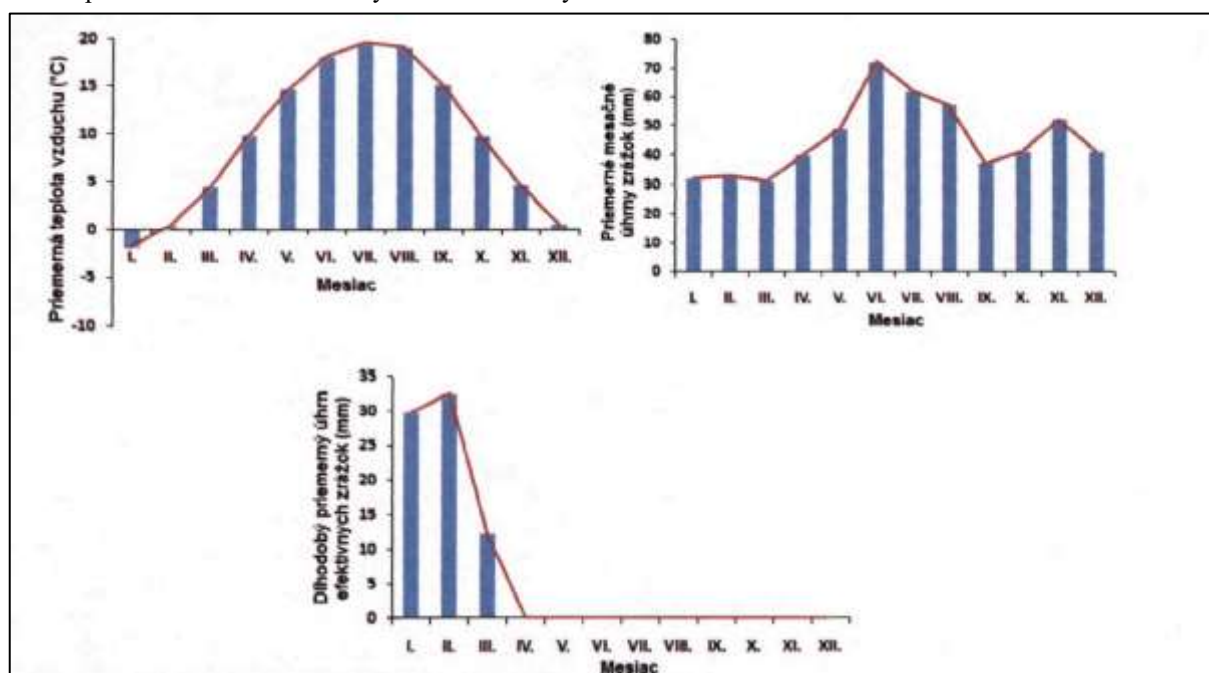 Priemerná teplota vzduchu (°C)
20
15
10
5
0
-5
-10
I. II. III. IV. V. VI. VII. VIII. IX. X. XI. XII.
Mesiac
Priemerné mesačné
úhrny zrážok (mm)
80
70
60
50
40
30
20
10
0
I. II. III. IV. V. VI. VII. VIII. IX. X. XI. XII.
Mesiac
Dlhodobý priemerný úhrn
efektívnych zrážok (mm)
35
30
25
20
15
10
5
0
I. II. III. IV. V. VI. VII. VIII. IX. X. XI. XII.
Mesiac